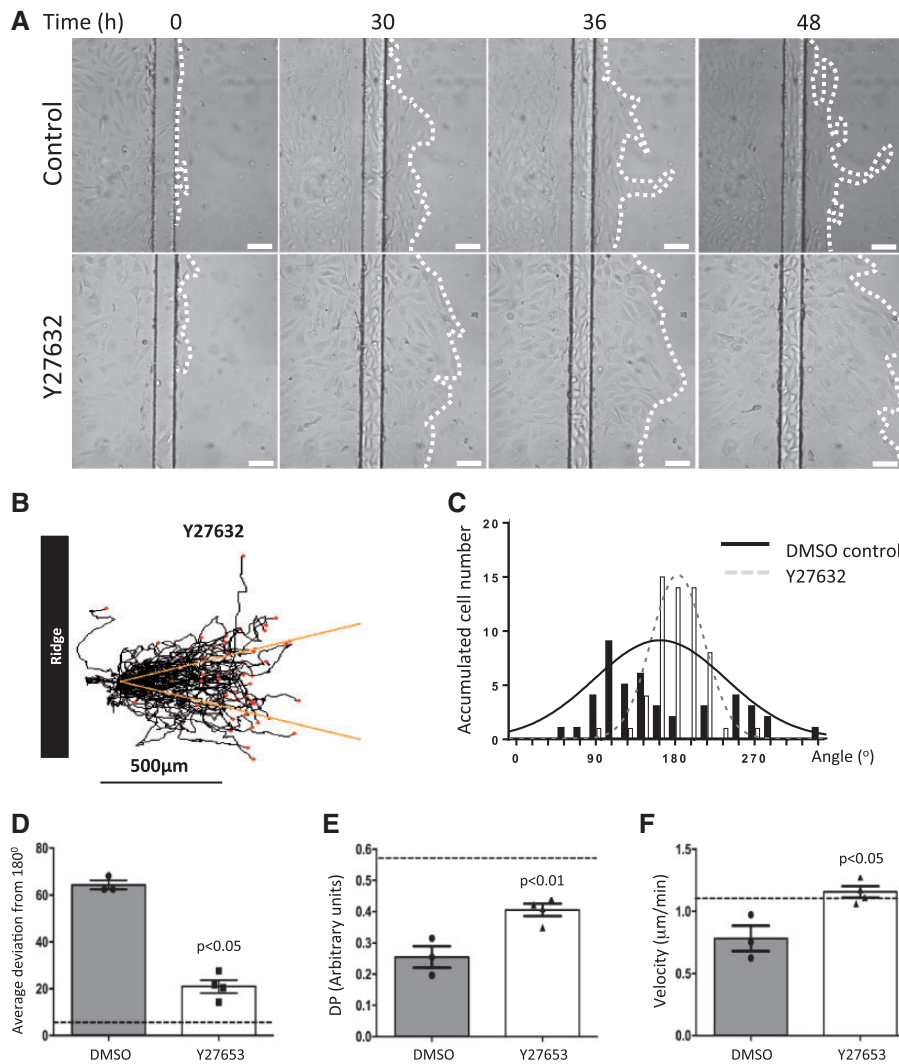 A Time (h) 0 30 36 48
Control
Y27632
B
Y27632
Ridge
500μm
C
Accumulated cell number
20
15
10
5
0
0 90 180 270 Angle (o)
DMSO control
Y27632
D
Average deviation from 180⁰
80
60
40
20
0
p<0.05
DMSO Y27653
E
DP (Arbitrary units)
0.6
0.5
0.4
0.3
0.2
0.1
0.0
p<0.01
DMSO Y27653
F
Velocity (μm/min)
1.5
1.0
0.5
0.0
p<0.05
DMSO Y27653